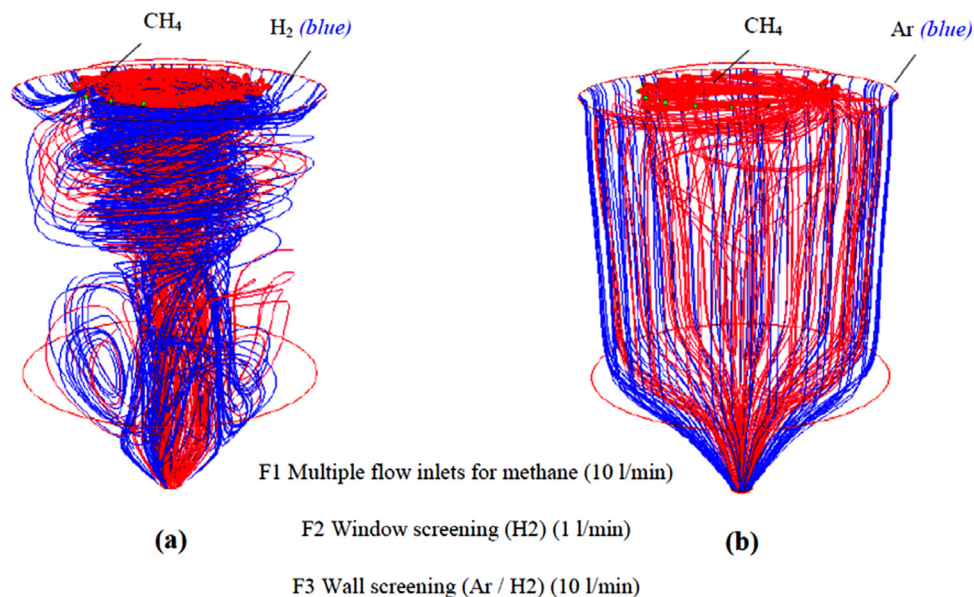 CH₄
H₂ (blue)
CH₄
Ar (blue)
F1 Multiple flow inlets for methane (10 l/min)
(a)
F2 Window screening (H2) (1 l/min)
(b)
F3 Wall screening (Ar / H2) (10 l/min)